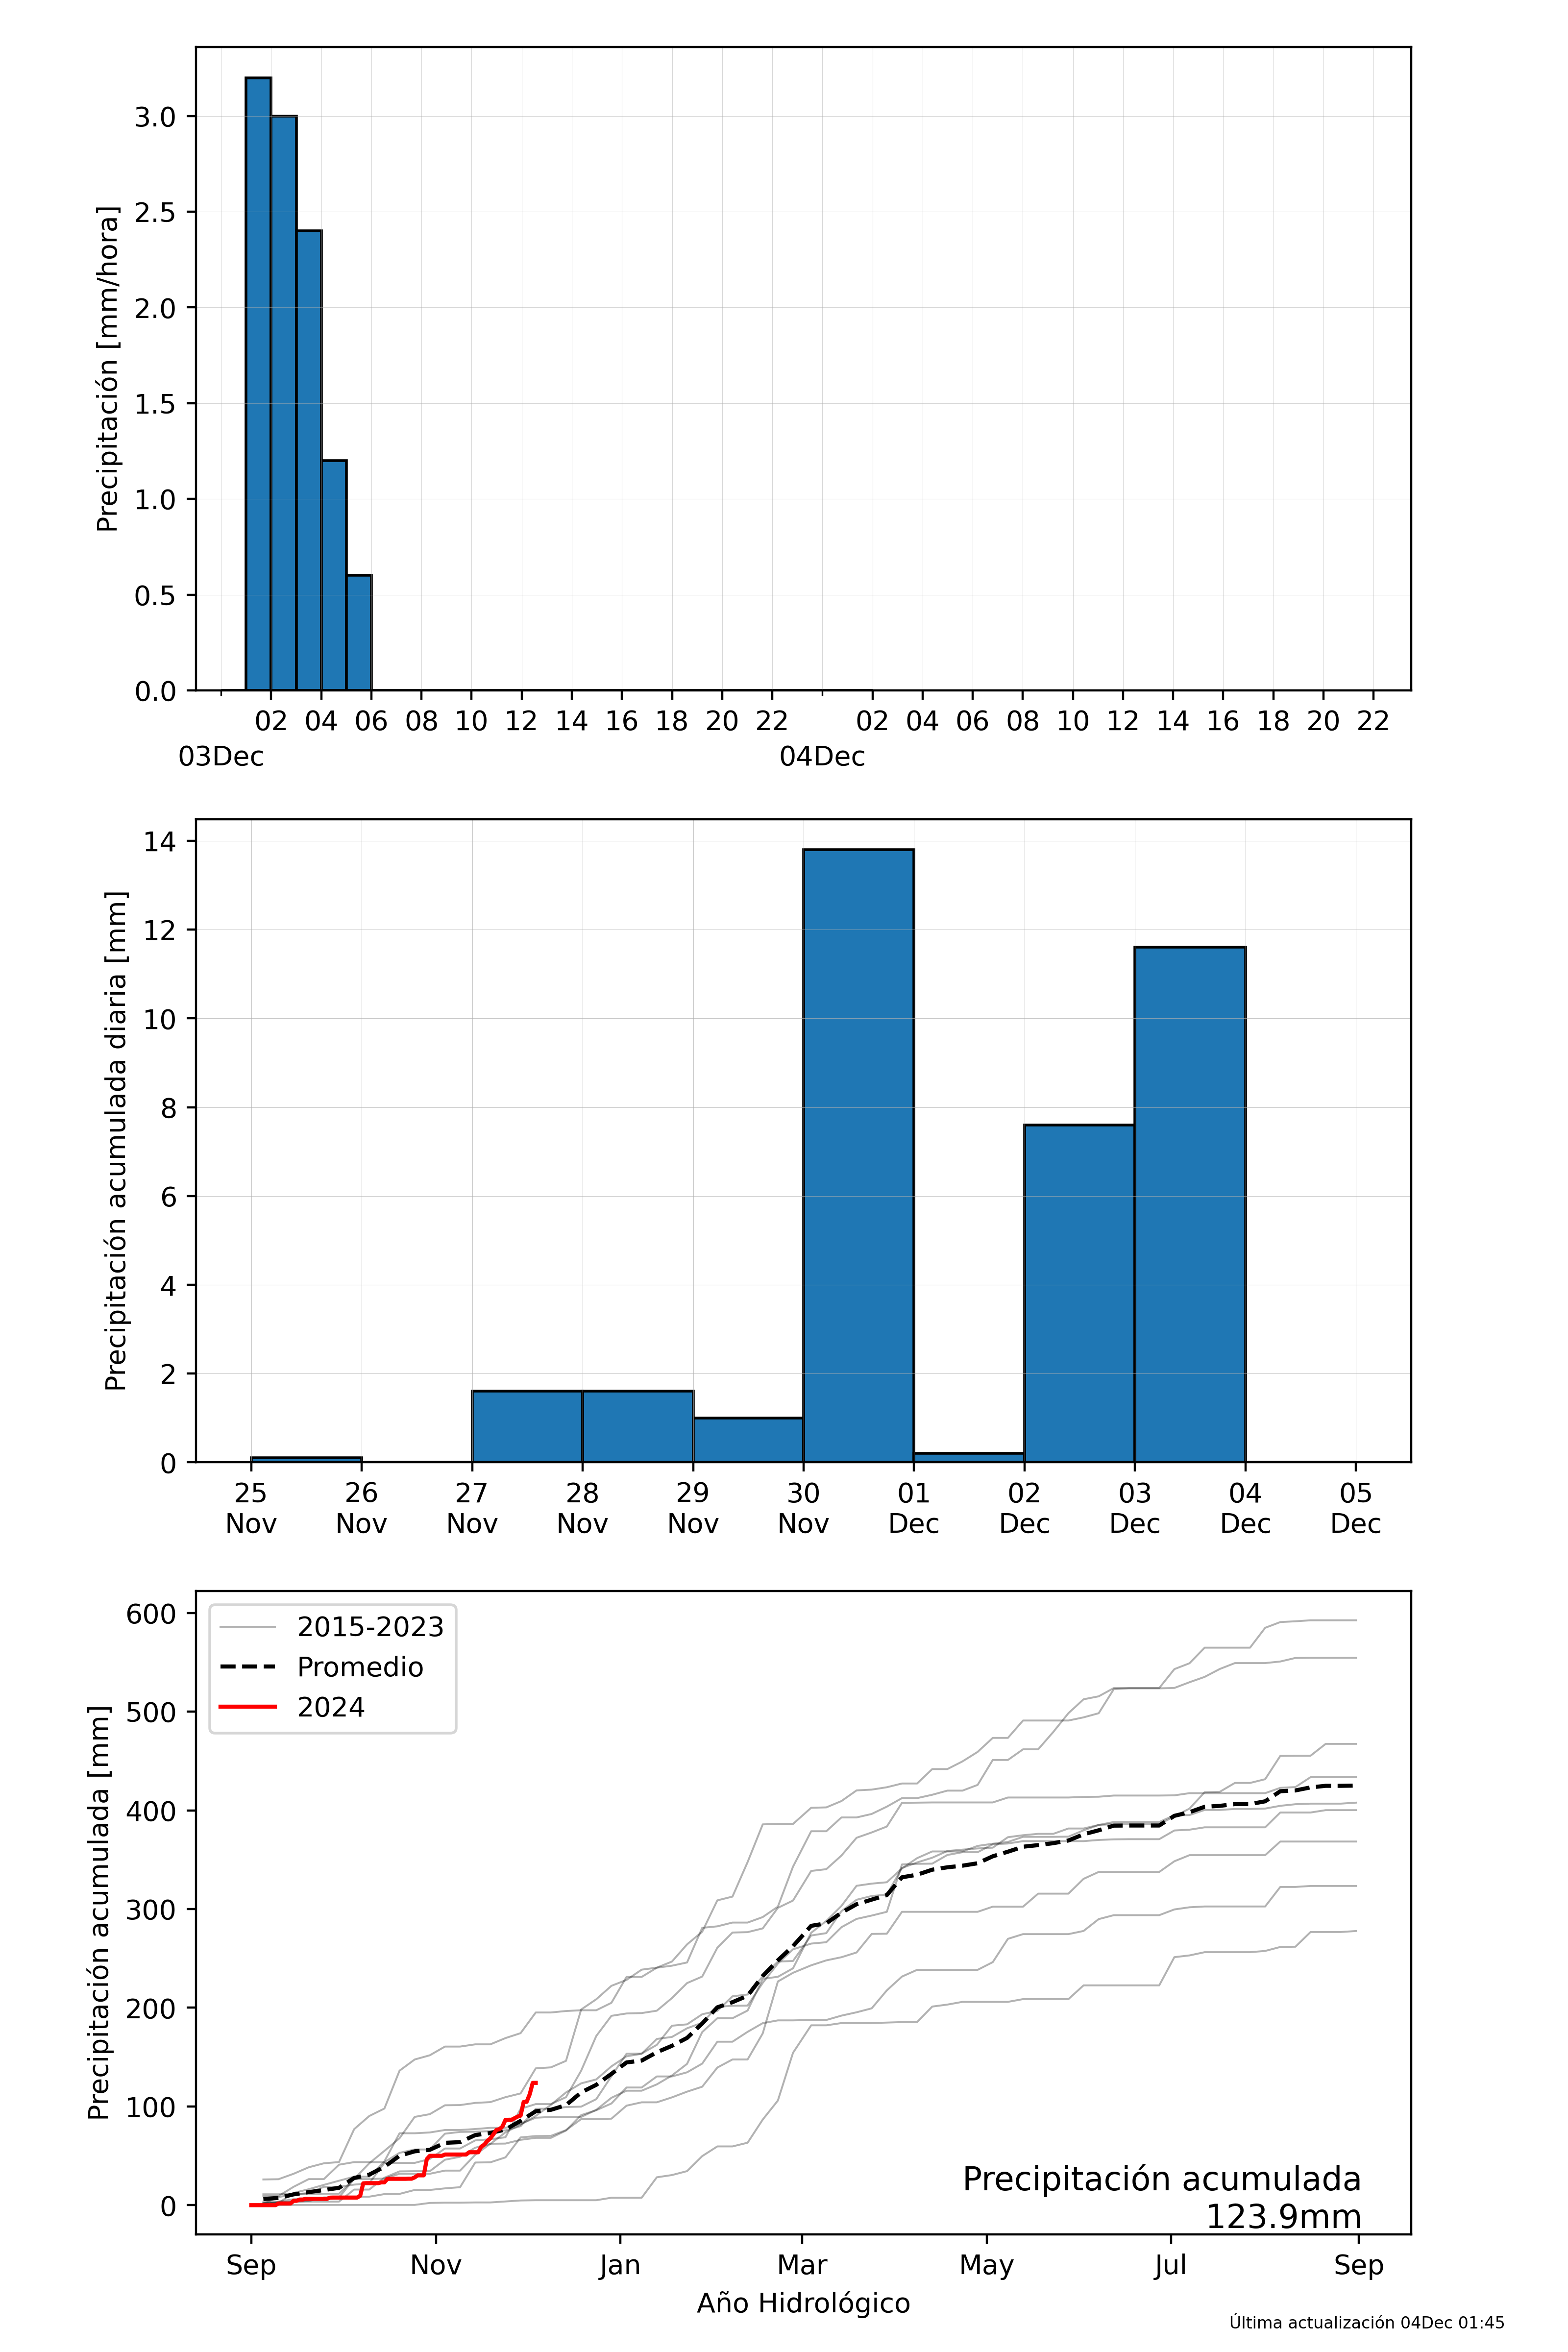 Precipitación [mm/hora]
3.0
2.5
2.0
1.5
1.0
0.5
0.0
02 04 06 08 10 12 14 16 18 20 22 02 04 06 08 10 12 14 16 18 20 22
03Dec 04Dec
Precipitación acumulada diaria [mm]
14
12
10
8
6
4
2
0
25 26 27 28 29 30 01 02 03 04 05
Nov Nov Nov Nov Nov Nov Dec Dec Dec Dec Dec
Precipitación acumulada [mm]
600
500
400
300
200
100
0
2015-2023
Promedio
2024
Precipitación acumulada
123.9mm
Sep Nov Jan Mar May Jul Sep
Año Hidrológico
Última actualización 04Dec 01:45